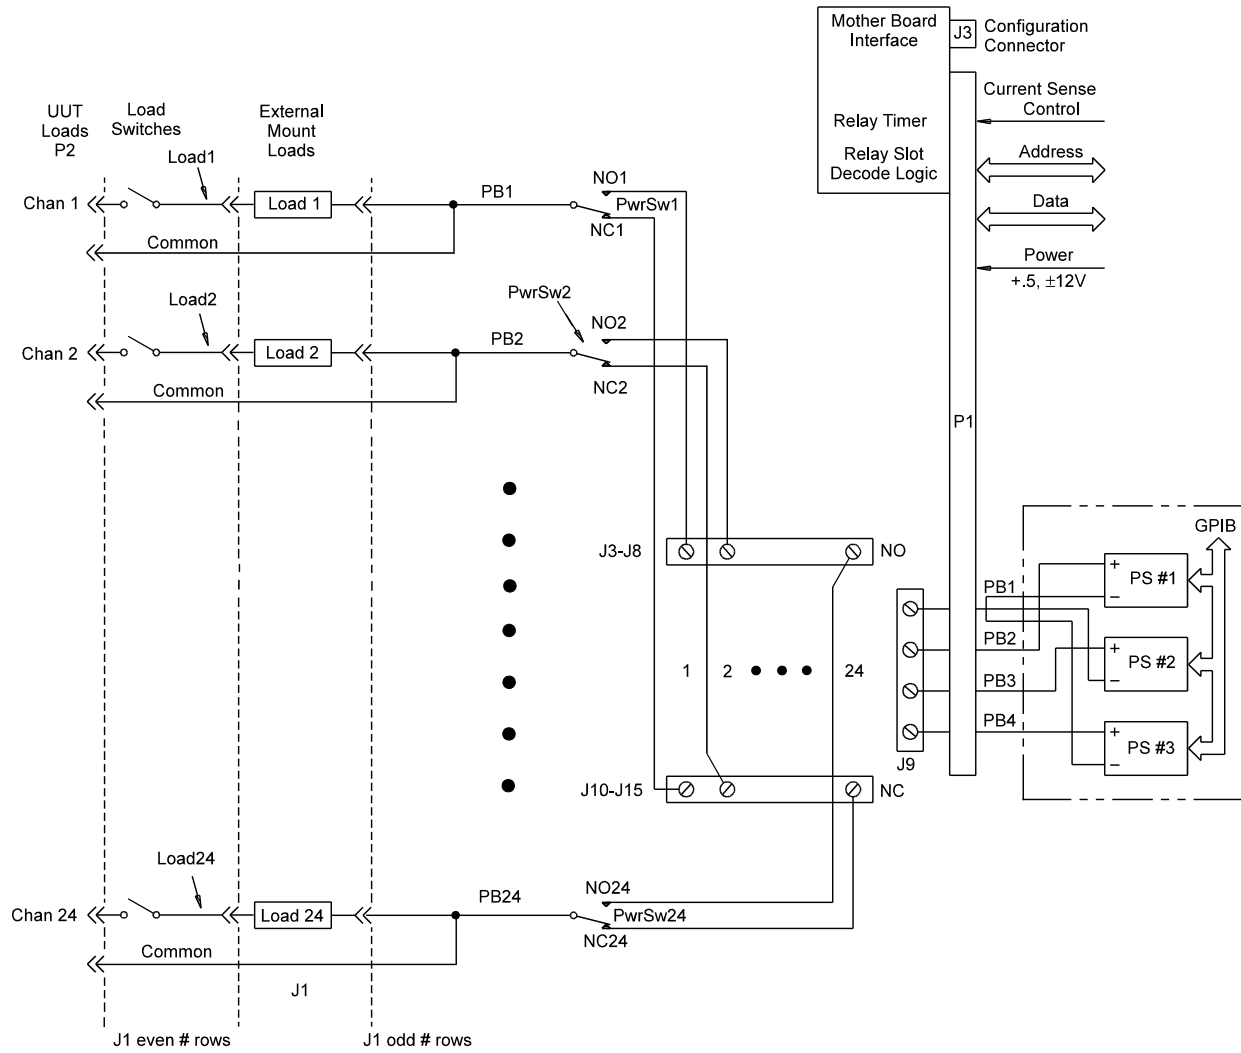 Mother Board
Interface
J3
Configuration
Connector
Relay Timer
Relay Slot
Decode Logic
Current Sense
Control
Address
Data
Power
+.5, ±12V
P1
UUT
Loads
P2
Load
Switches
External
Mount
Loads
Load1
Chan 1
Load 1
PB1
NO1
PwrSw1
NC1
Common
Load2
Chan 2
Load 2
PB2
PwrSw2
NO2
NC2
Common
J3-J8
NO
1
2
24
J10-J15
NC
J9
PB1
PB2
PB3
PB4
GPIB
+
PS #1
–
+
PS #2
–
+
PS #3
–
Load24
Chan 24
Load 24
PB24
NO24
PwrSw24
NC24
Common
J1
J1 even # rows
J1 odd # rows